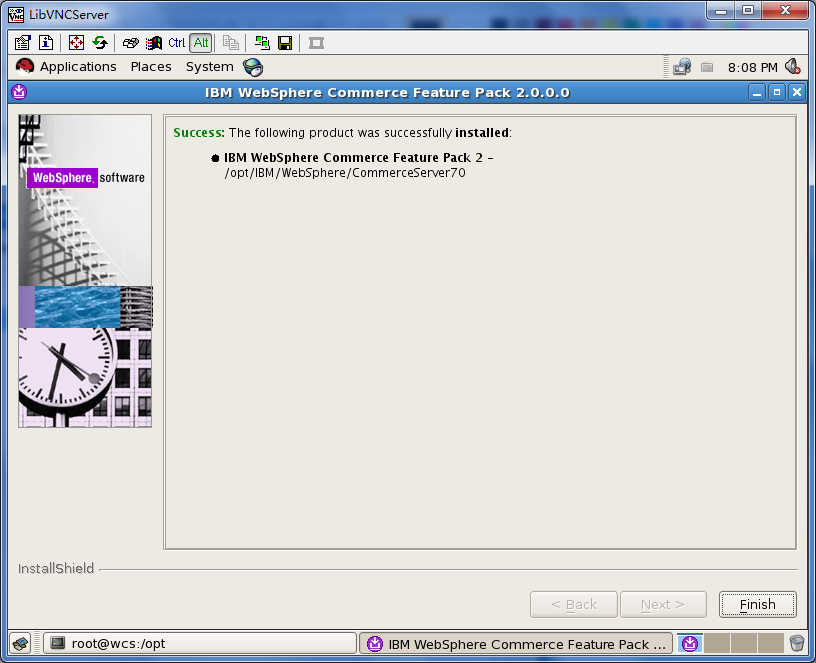 LibVNCServer
Ctrl Alt
Applications Places System 8:08 PM
IBM WebSphere Commerce Feature Pack 2.0.0.0
WebSphere. software
Success: The following product was successfully installed:
IBM WebSphere Commerce Feature Pack 2 -
/opt/IBM/WebSphere/CommerceServer70
InstallShield
< Back Next > Finish
root@wcs:/opt IBM WebSphere Commerce Feature Pack ...